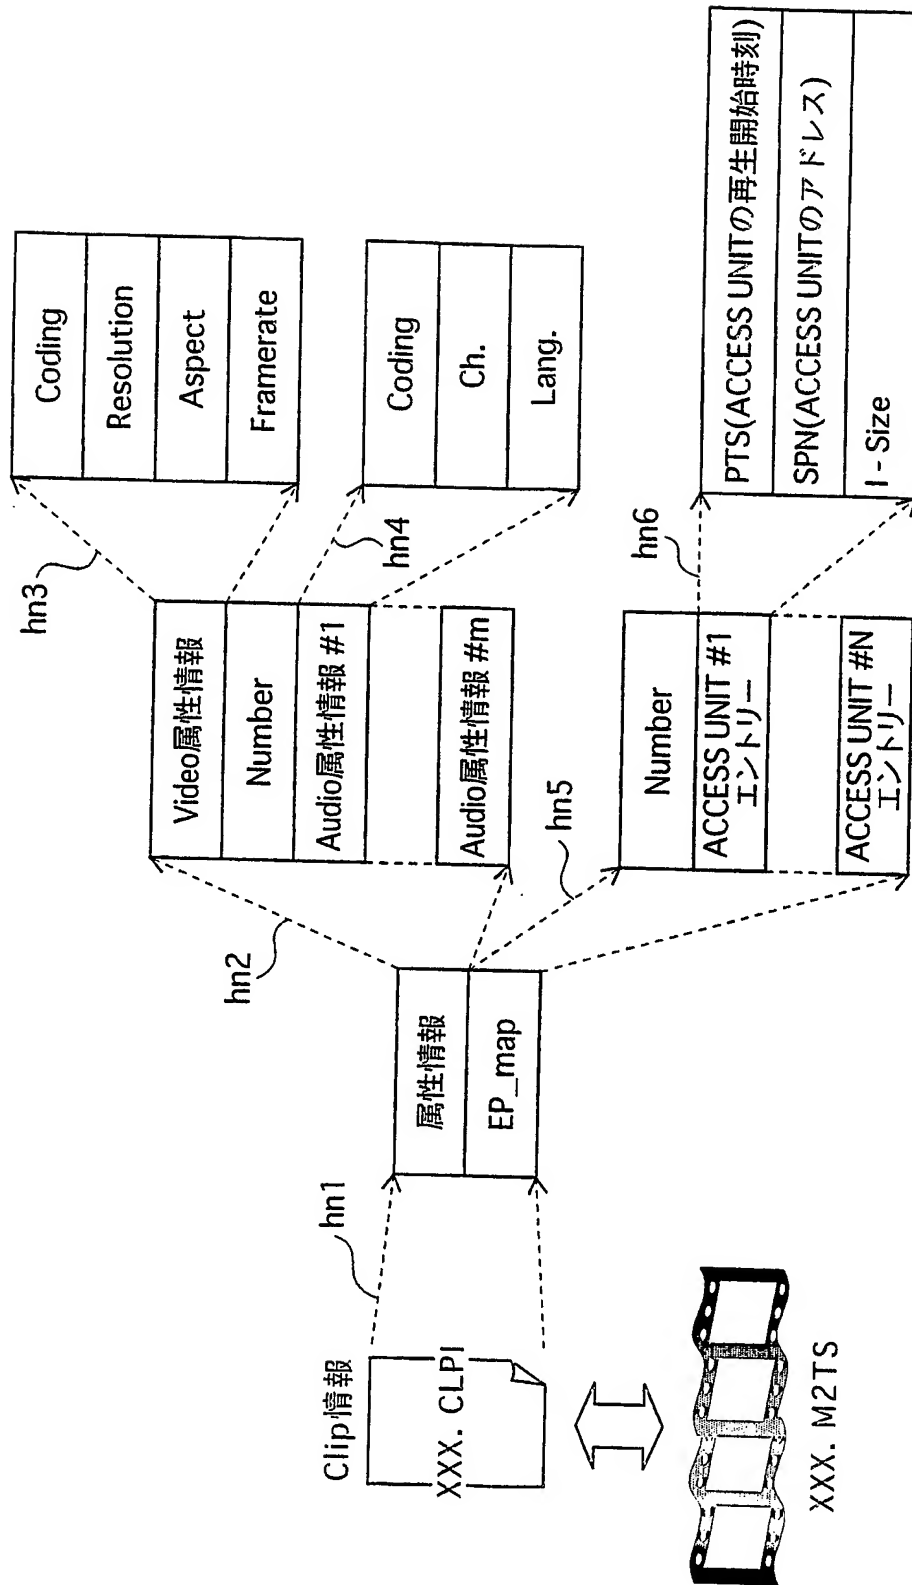 Clip情報
XXX. CLPI
XXX. M2TS
hn1
属性情報
EP_map
hn2
Video属性情報
Number
Audio属性情報 #1
Audio属性情報 #m
hn3
Coding
Resolution
Aspect
Framerate
hn4
Coding
Ch.
Lang.
hn5
Number
ACCESS UNIT #1
エントリー
ACCESS UNIT #N
エントリー
hn6
PTS(ACCESS UNITの再生開始時刻)
SPN(ACCESS UNITのアドレス)
I - Size